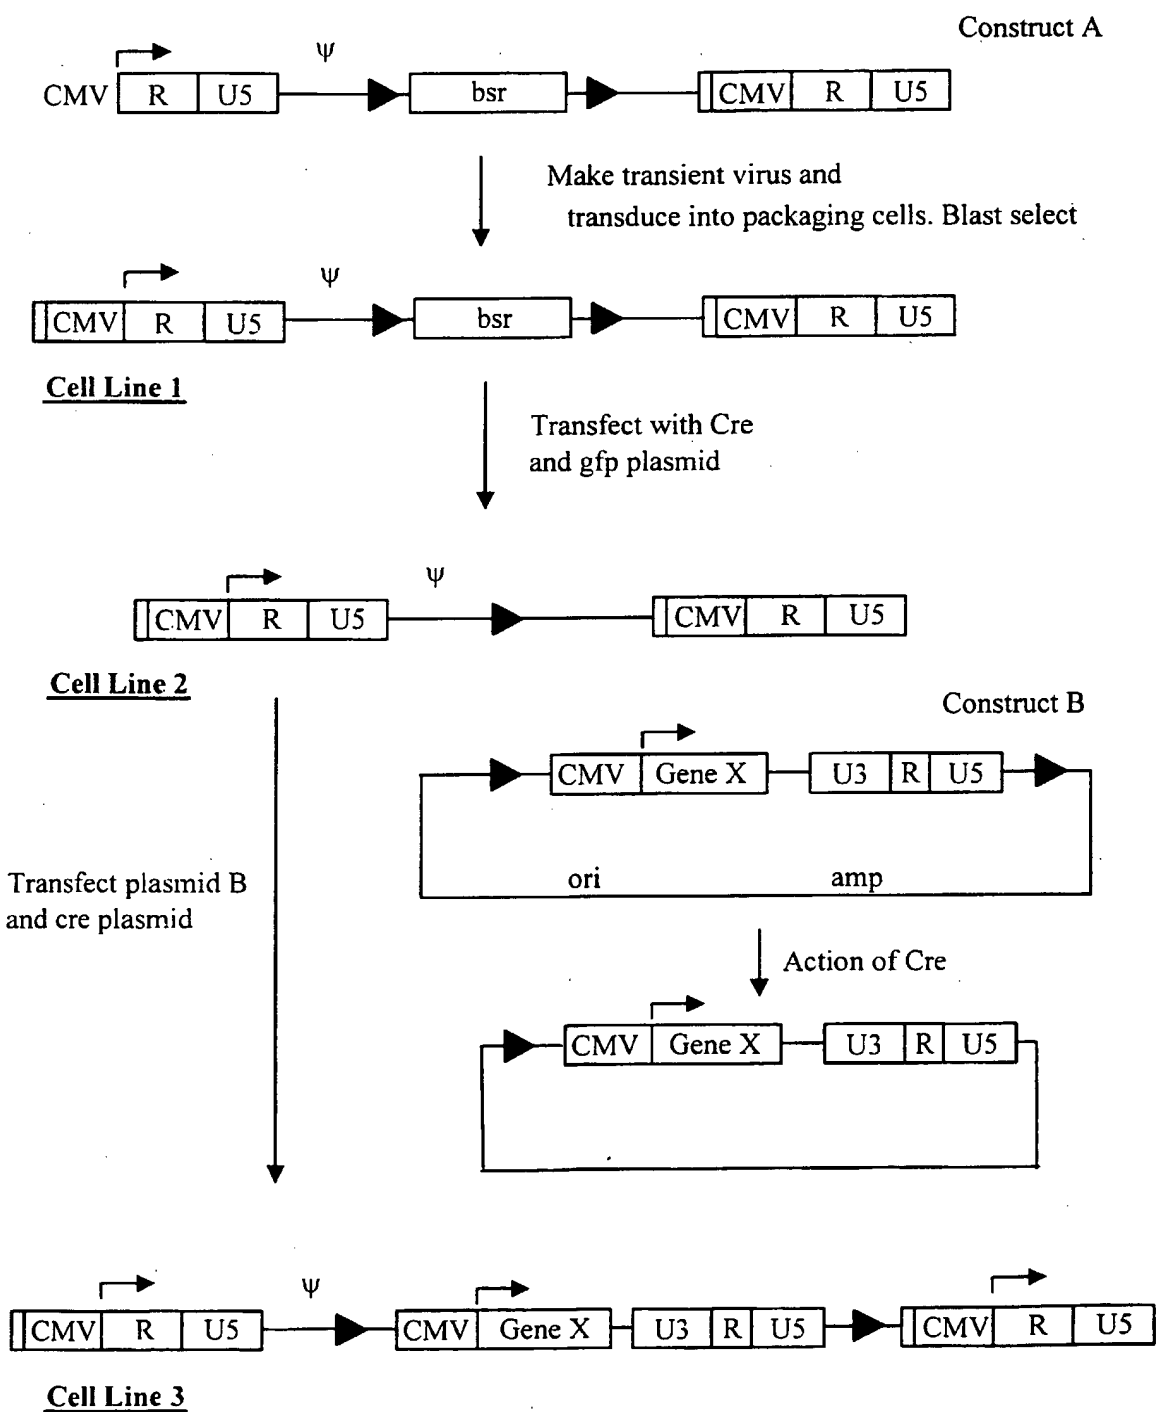 Construct A
ψ
CMV R U5 bsr CMV R U5
Make transient virus and
transduce into packaging cells. Blast select
ψ
CMV R U5 bsr CMV R U5
Cell Line 1
Transfect with Cre
and gfp plasmid
ψ
CMV R U5 CMV R U5
Cell Line 2
Construct B
CMV Gene X U3 R U5
ori amp
Transfect plasmid B
and cre plasmid
Action of Cre
CMV Gene X U3 R U5
ψ
CMV R U5 CMV Gene X U3 R U5 CMV R U5
Cell Line 3